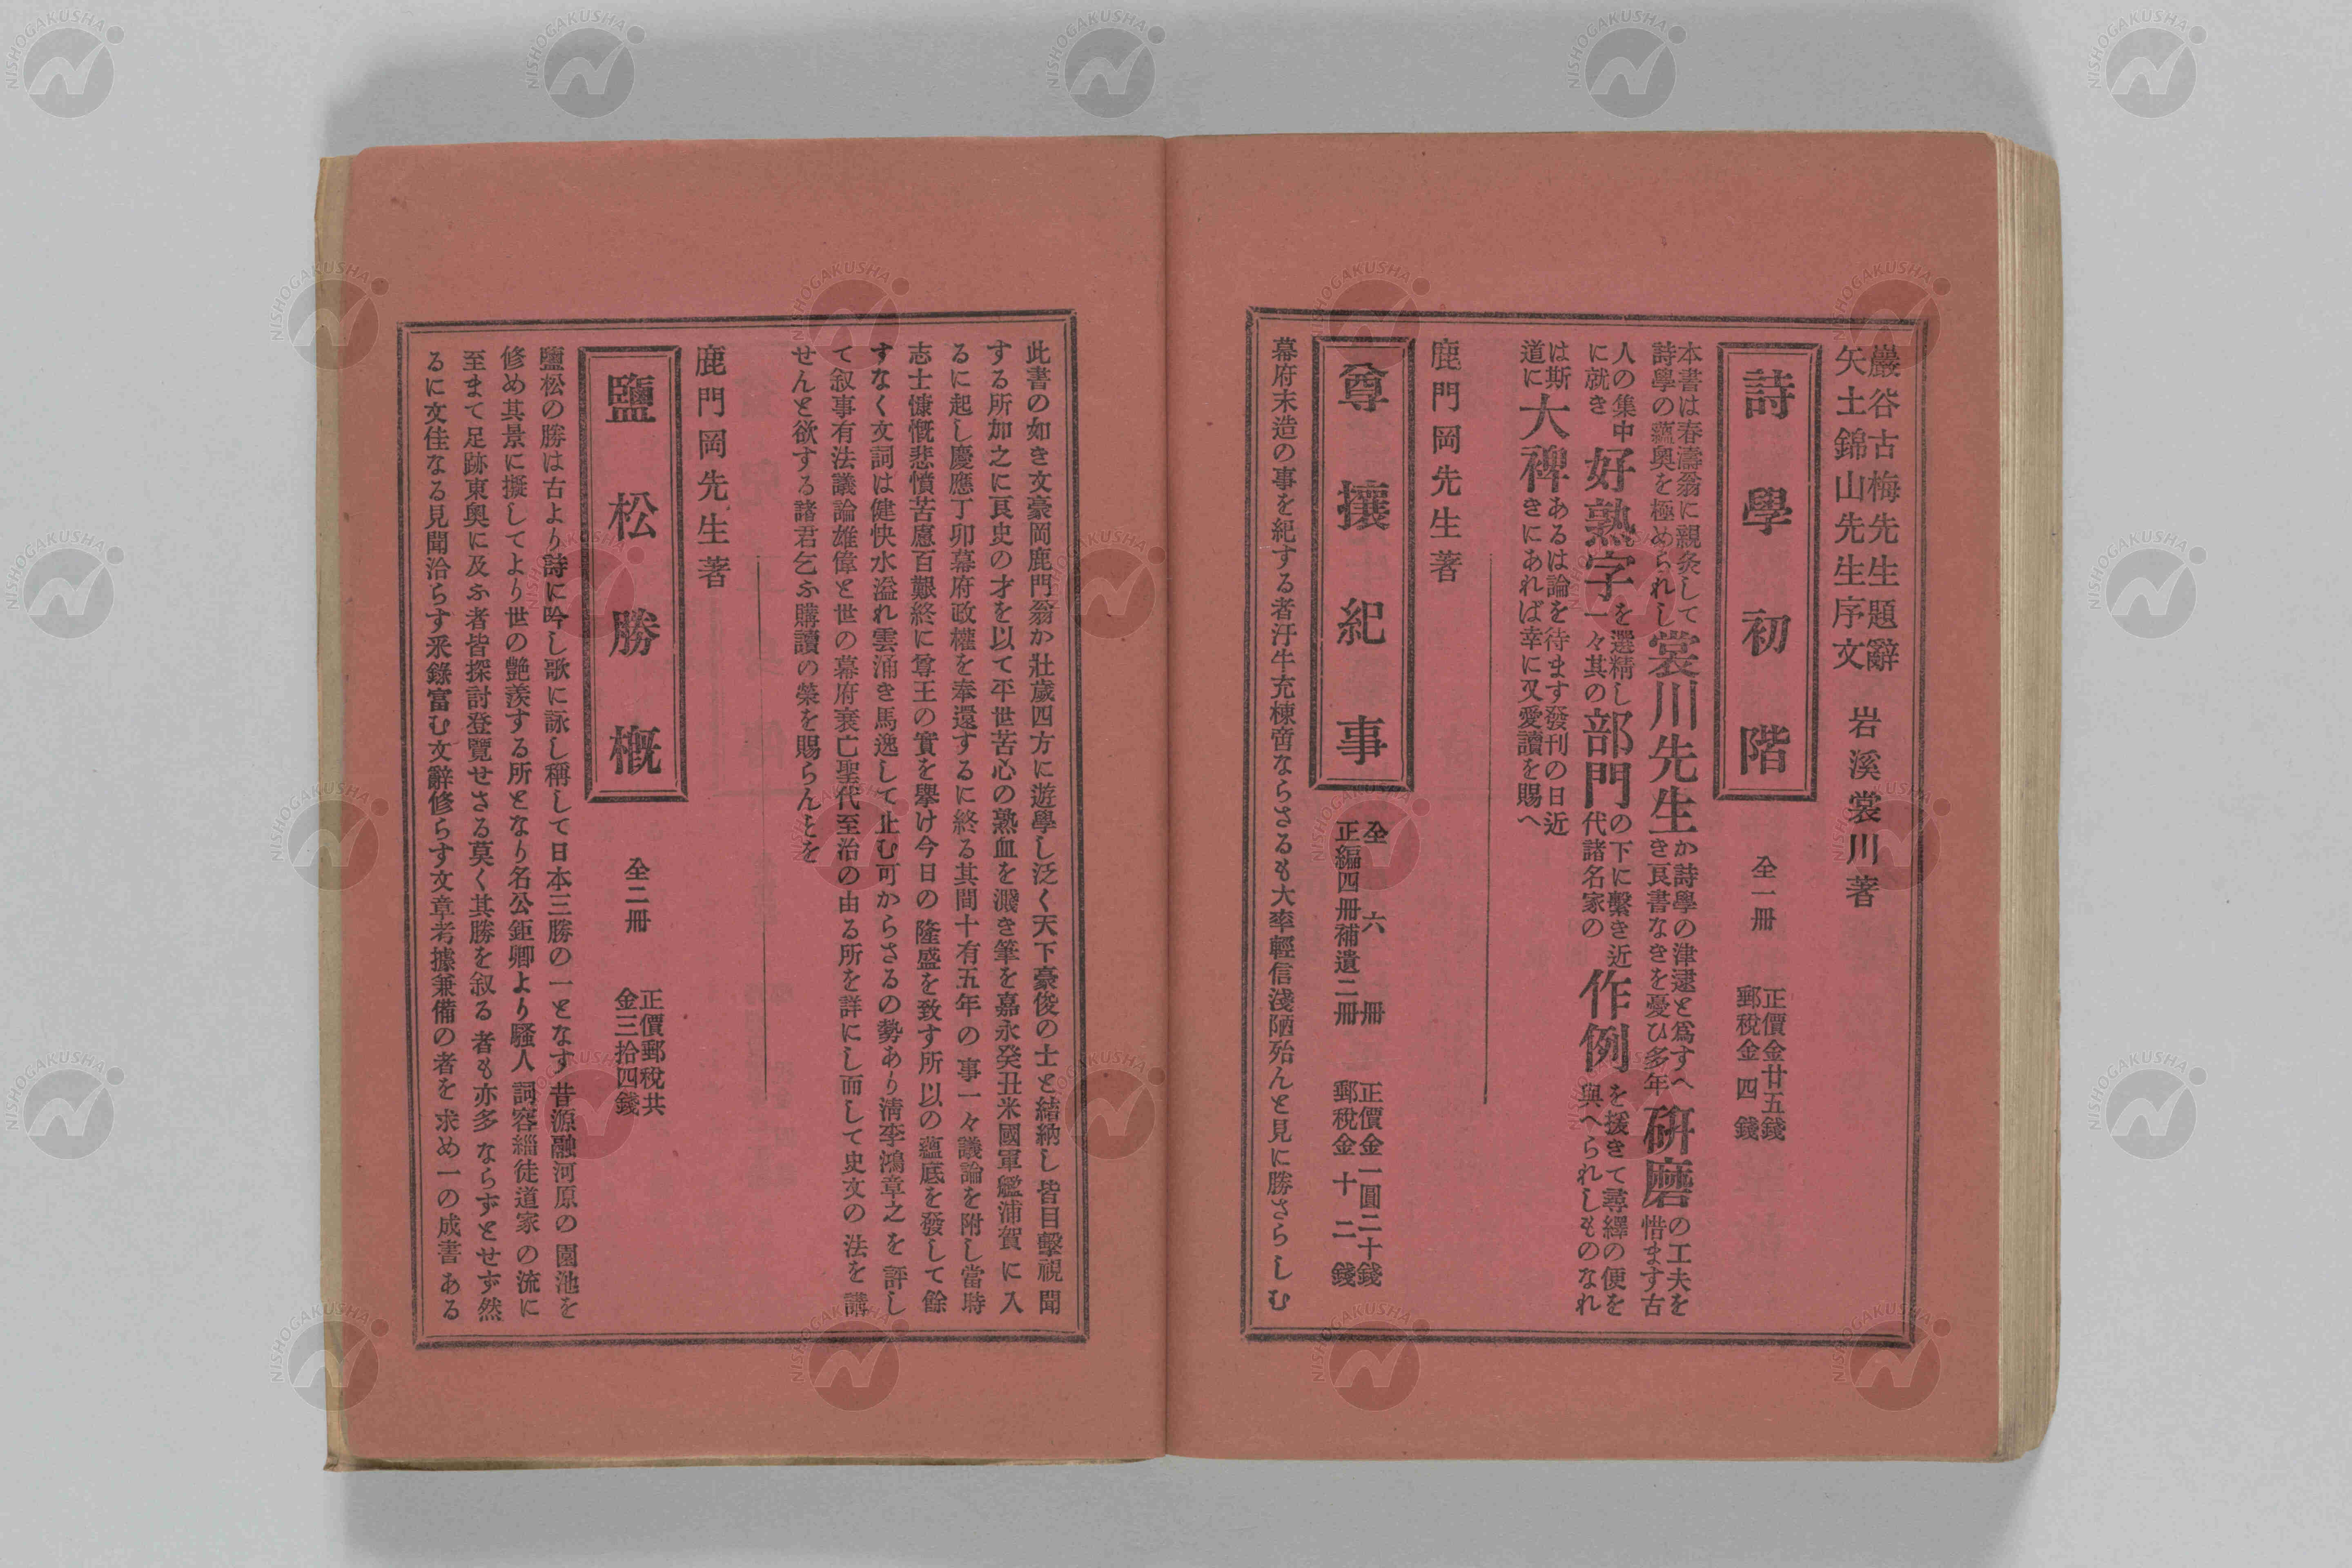 巖谷古梅先生題辭
矢土錦山先生序文
岩溪裳川著
詩學初階
全一冊
正價金廿五錢
郵稅金四錢
本書は春濤翁に親炙して
詩學の蘊奧を極められし
裳川先生
か詩學の津逮と爲すへ
き良書なきを憂ひ多年
硏磨
の工夫を
惜ます古
人の集中
に就き
好熟字
を選精し
一々其の
部門
の下に繫き近
代諸名家の
作例
を援きて尋繹の便を
與へられしものなれ
は斯
道に
大稗
あるは論を待ます發刊の日近
きにあれば幸に又愛讀を賜へ
鹿門岡先生著
尊攘紀事
全六冊
正編四冊補遺二冊
正價金一圓二十錢
郵稅金十二錢
幕府末造の事を紀する者汗牛充棟啻ならさるも大率輕信淺陋殆んと見に勝さらしむ
此書の如き文豪岡鹿門翁か壯歲四方に遊學し泛く天下豪俊の士と結納し皆目擊視聞
する所加之に良史の才を以て平世苦心の熟血を濺き筆を嘉永癸丑米國軍艦浦賀に入
るに起し慶應丁卯幕府政權を奉還するに終る其間十有五年の事一々議論を附し當時
志士慷慨悲憤苦慮百艱終に尊王の實を擧け今日の隆盛を致す所以の蘊底を發して餘
すなく文詞は健快水溢れ雲涌き馬逸して止む可からさるの勢あり淸李鴻章之を評し
て叙事有法議論雄偉と世の幕府衰亡聖代至治の由る所を詳にし而して史文の法を講
せんと欲する諸君乞ふ購讀の榮を賜らんとを
鹿門岡先生著
鹽松勝概
全二冊
正價郵稅共
金三拾四錢
鹽松の勝は古より詩に吟し歌に詠し稱して日本三勝の一となす昔源融河原の園池を
修め其景に擬してより世の艶羨する所となり名公鉅卿より騷人詞客緇徒道家の流に
至まて足跡東奧に及ふ者皆探討登覽せさる莫く其勝を叙る者も亦多ならずとせず然
るに文佳なる見聞洽らす釆錄富む文辭修らす文章考據兼備の者を求め一の成書ある